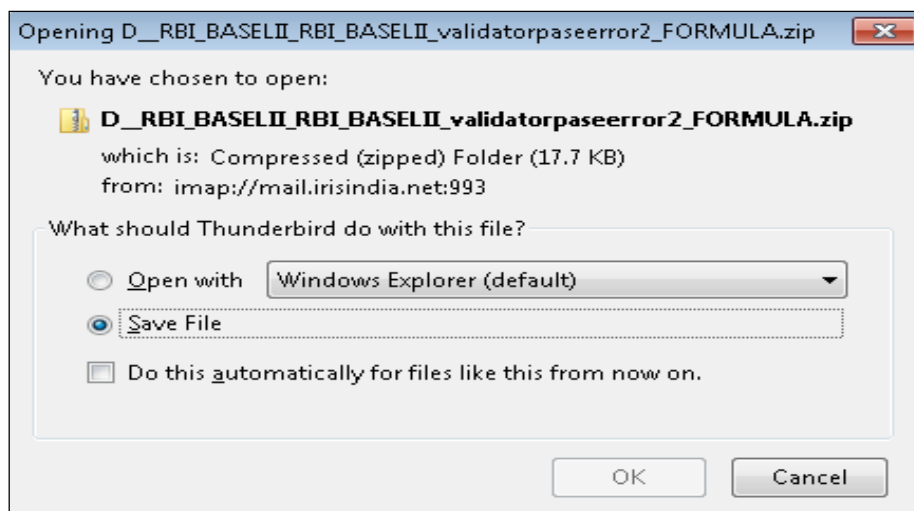 Opening D__RBI_BASELII_RBI_BASELII_validatorpaseerror2_FORMULA.zip
You have chosen to open:
D__RBI_BASELII_RBI_BASELII_validatorpaseerror2_FORMULA.zip
which is: Compressed (zipped) Folder (17.7 KB)
from: imap://mail.irisindia.net:993
What should Thunderbird do with this file?
Open with Windows Explorer (default)
Save File
Do this automatically for files like this from now on.
OK Cancel